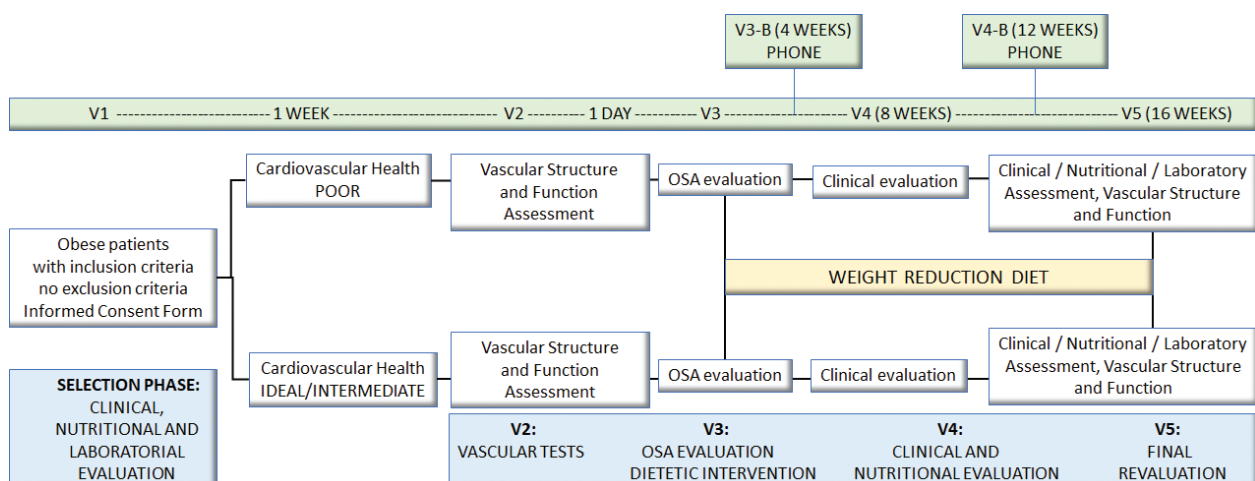 V3-B (4 WEEKS)
PHONE
V4-B (12 WEEKS)
PHONE
V1 -------------------------- 1 WEEK ---------------------------- V2 ---------- 1 DAY ----------- V3 --------------------- V4 (8 WEEKS) ---------------------------- V5 (16 WEEKS)
Cardiovascular Health
POOR
Vascular Structure
and Function
Assessment
OSA evaluation
Clinical evaluation
Clinical / Nutritional / Laboratory
Assessment, Vascular Structure
and Function
Obese patients
with inclusion criteria
no exclusion criteria
Informed Consent Form
WEIGHT REDUCTION DIET
Cardiovascular Health
IDEAL/INTERMEDIATE
Vascular Structure
and Function
Assessment
OSA evaluation
Clinical evaluation
Clinical / Nutritional / Laboratory
Assessment, Vascular Structure
and Function
SELECTION PHASE:
CLINICAL,
NUTRITIONAL AND
LABORATORIAL
EVALUATION
V2:
VASCULAR TESTS
V3:
OSA EVALUATION
DIETETIC INTERVENTION
V4:
CLINICAL AND
NUTRITIONAL EVALUATION
V5:
FINAL
REVALUATION